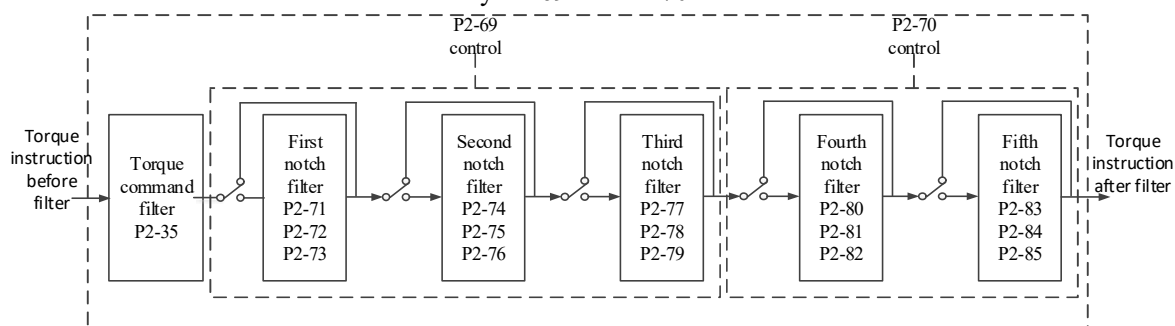 P2-69
control
P2-70
control
Torque
instruction
before
filter
Torque
command
filter
P2-35
First
notch
filter
P2-71
P2-72
P2-73
Second
notch
filter
P2-74
P2-75
P2-76
Third
notch
filter
P2-77
P2-78
P2-79
Fourth
notch
filter
P2-80
P2-81
P2-82
Fifth
notch
filter
P2-83
P2-84
P2-85
Torque
instruction
after filter